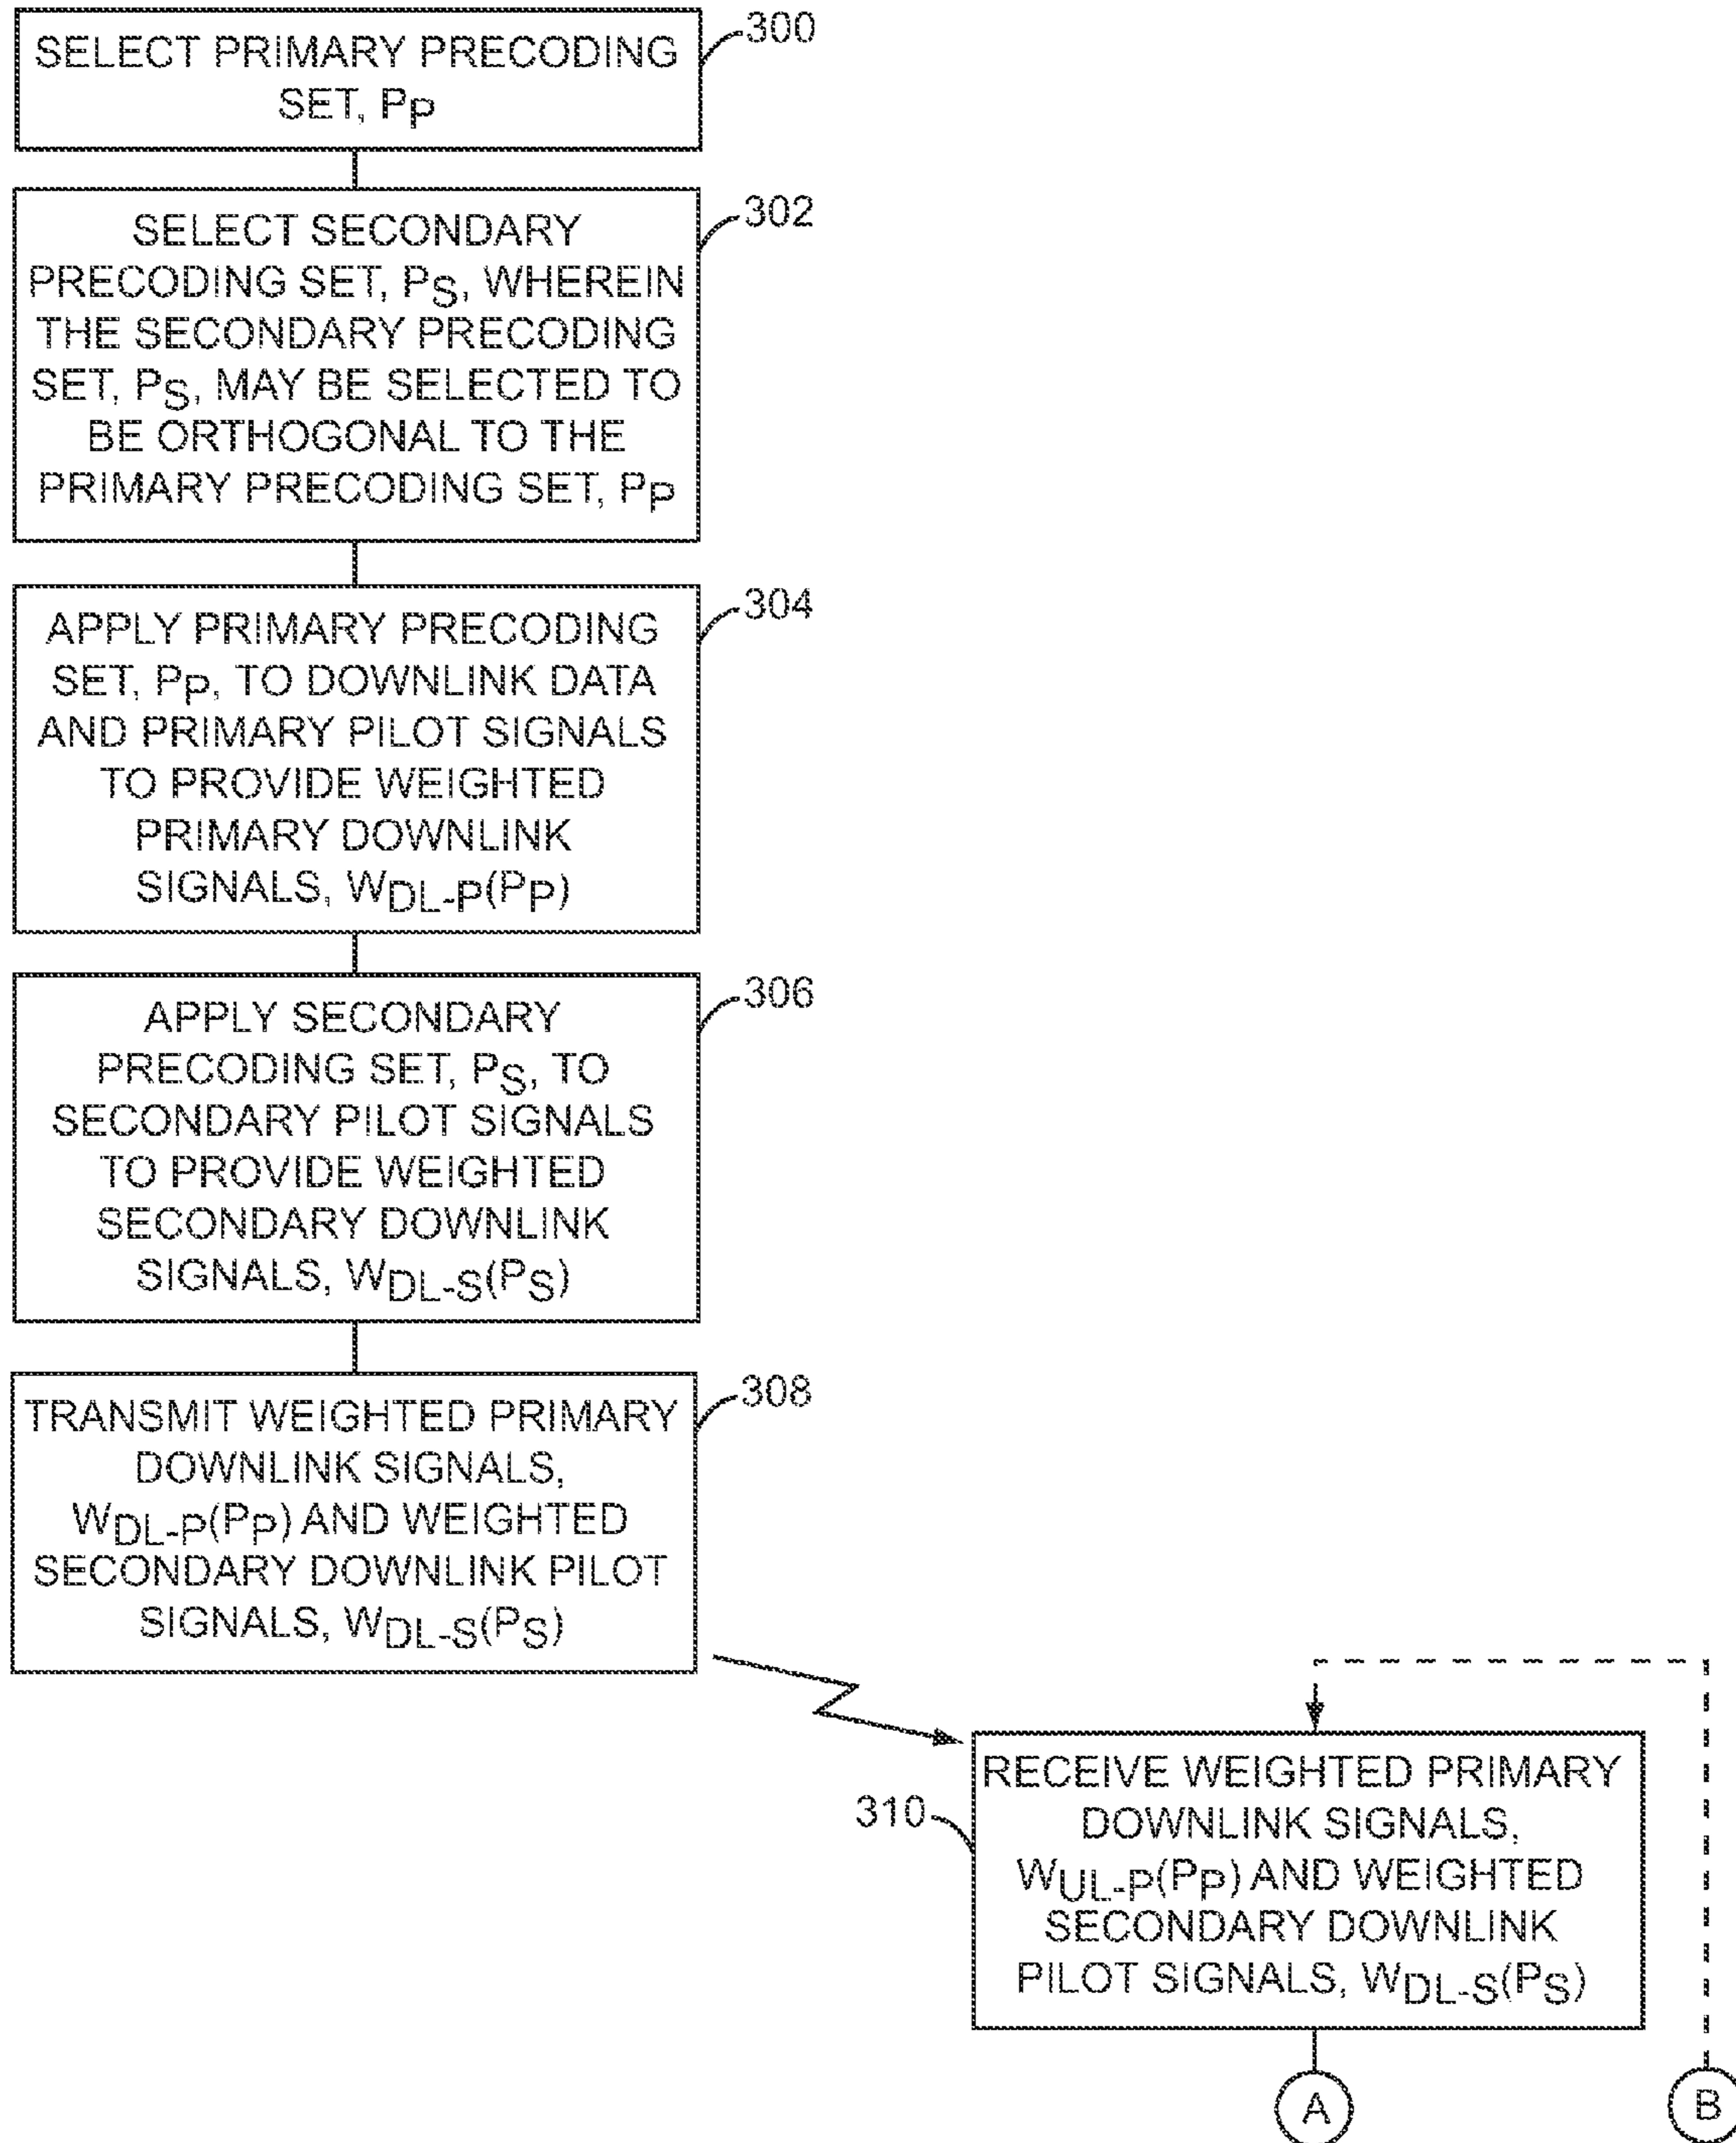 SELECT PRIMARY PRECODING
SET, PP
300
SELECT SECONDARY
PRECODING SET, PS, WHEREIN
THE SECONDARY PRECODING
SET, PS, MAY BE SELECTED TO
BE ORTHOGONAL TO THE
PRIMARY PRECODING SET, PP
302
APPLY PRIMARY PRECODING
SET, PP, TO DOWNLINK DATA
AND PRIMARY PILOT SIGNALS
TO PROVIDE WEIGHTED
PRIMARY DOWNLINK
SIGNALS, WDL-P(PP)
304
APPLY SECONDARY
PRECODING SET, PS, TO
SECONDARY PILOT SIGNALS
TO PROVIDE WEIGHTED
SECONDARY DOWNLINK
SIGNALS, WDL-S(PS)
306
TRANSMIT WEIGHTED PRIMARY
DOWNLINK SIGNALS,
WDL-P(PP) AND WEIGHTED
SECONDARY DOWNLINK PILOT
SIGNALS, WDL-S(PS)
308
RECEIVE WEIGHTED PRIMARY
DOWNLINK SIGNALS,
WUL-P(PP) AND WEIGHTED
SECONDARY DOWNLINK
PILOT SIGNALS, WDL-S(PS)
310
A
B